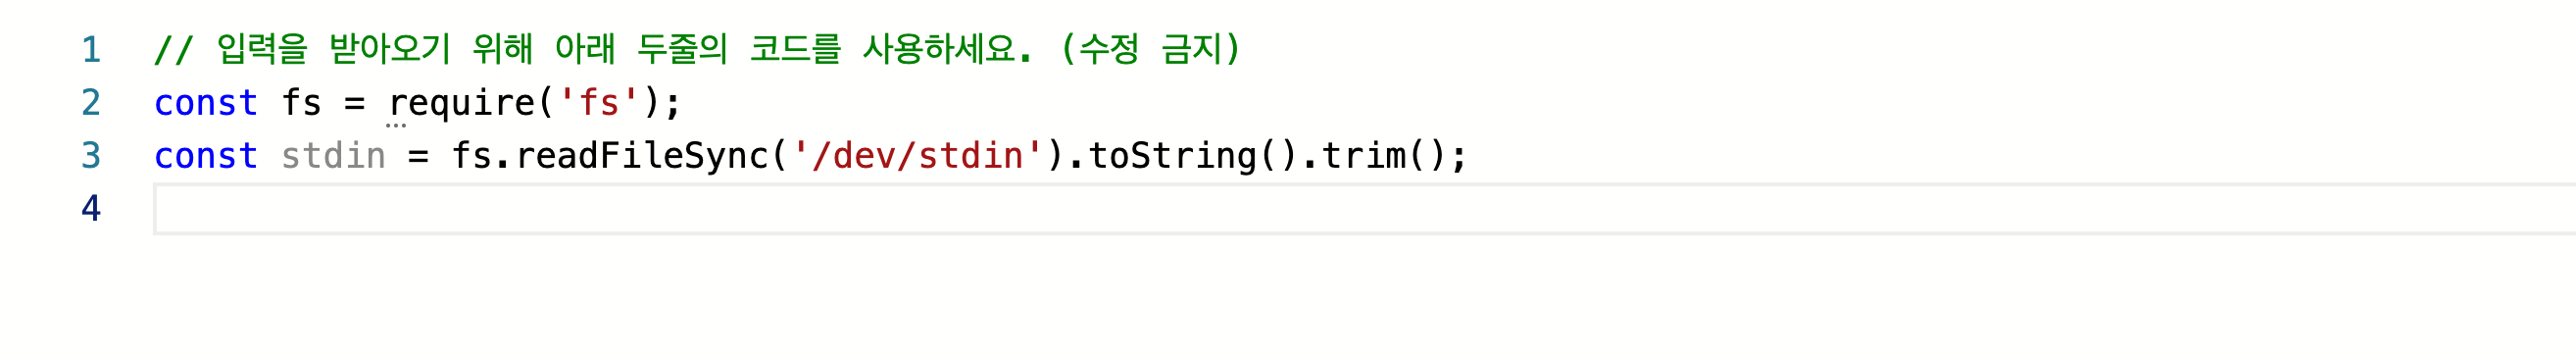 1 // 입력을 받아오기 위해 아래 두줄의 코드를 사용하세요. (수정 금지)
2 const fs = require('fs');
3 const stdin = fs.readFileSync('/dev/stdin').toString().trim();
4